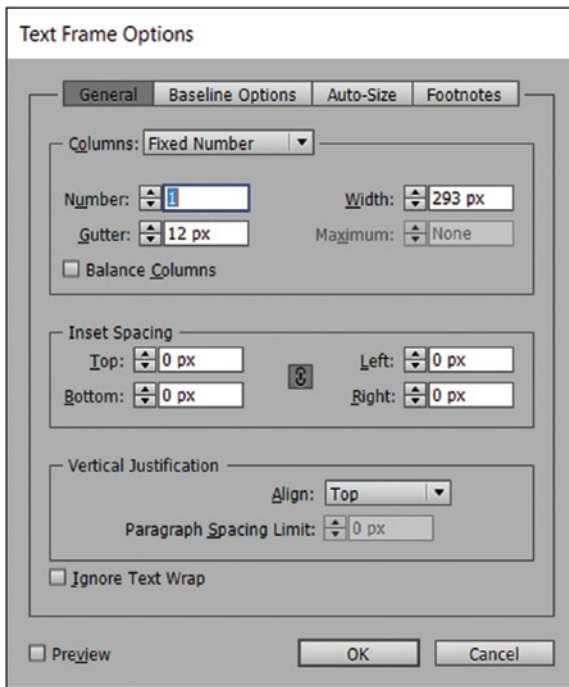 Text Frame Options
General Baseline Options Auto-Size Footnotes
Columns: Fixed Number
Number: 1 Width: 293 px
Gutter: 12 px Maximum: None
Balance Columns
Inset Spacing
Top: 0 px Left: 0 px
Bottom: 0 px Right: 0 px
Vertical Justification
Align: Top
Paragraph Spacing Limit: 0 px
Ignore Text Wrap
Preview OK Cancel